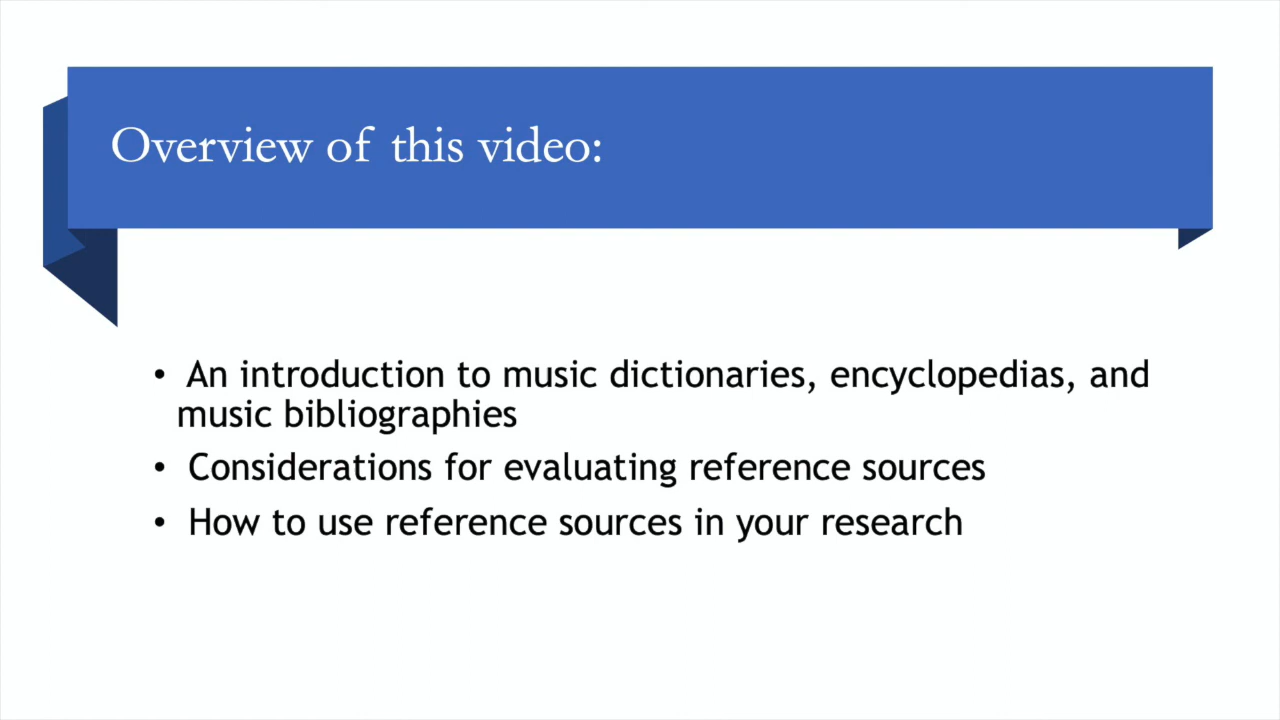 Overview of this video:
• An introduction to music dictionaries, encyclopedias, and
music bibliographies
• Considerations for evaluating reference sources
• How to use reference sources in your research